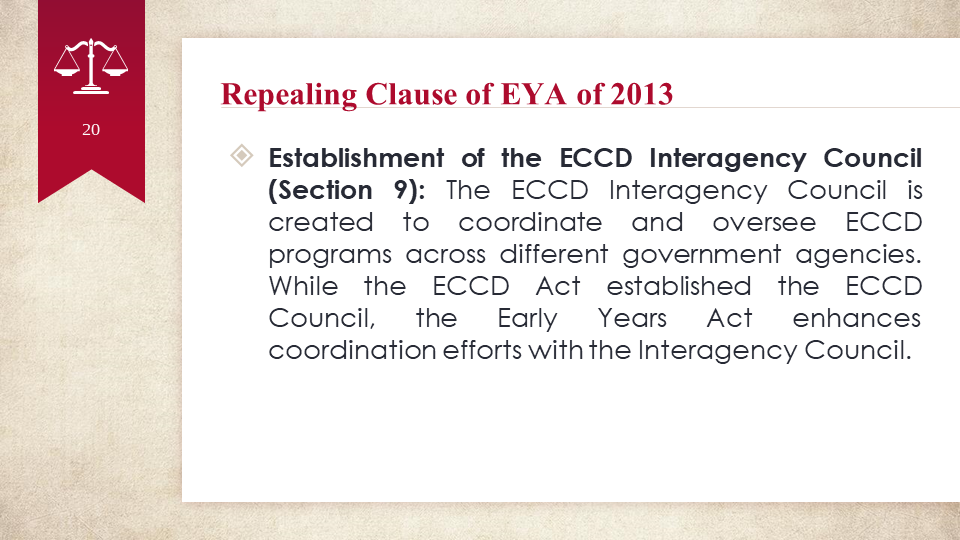 20
Repealing Clause of EYA of 2013
Establishment of the ECCD Interagency Council
(Section 9): The ECCD Interagency Council is
created to coordinate and oversee ECCD
programs across different government agencies.
While the ECCD Act established the ECCD
Council, the Early Years Act enhances
coordination efforts with the Interagency Council.